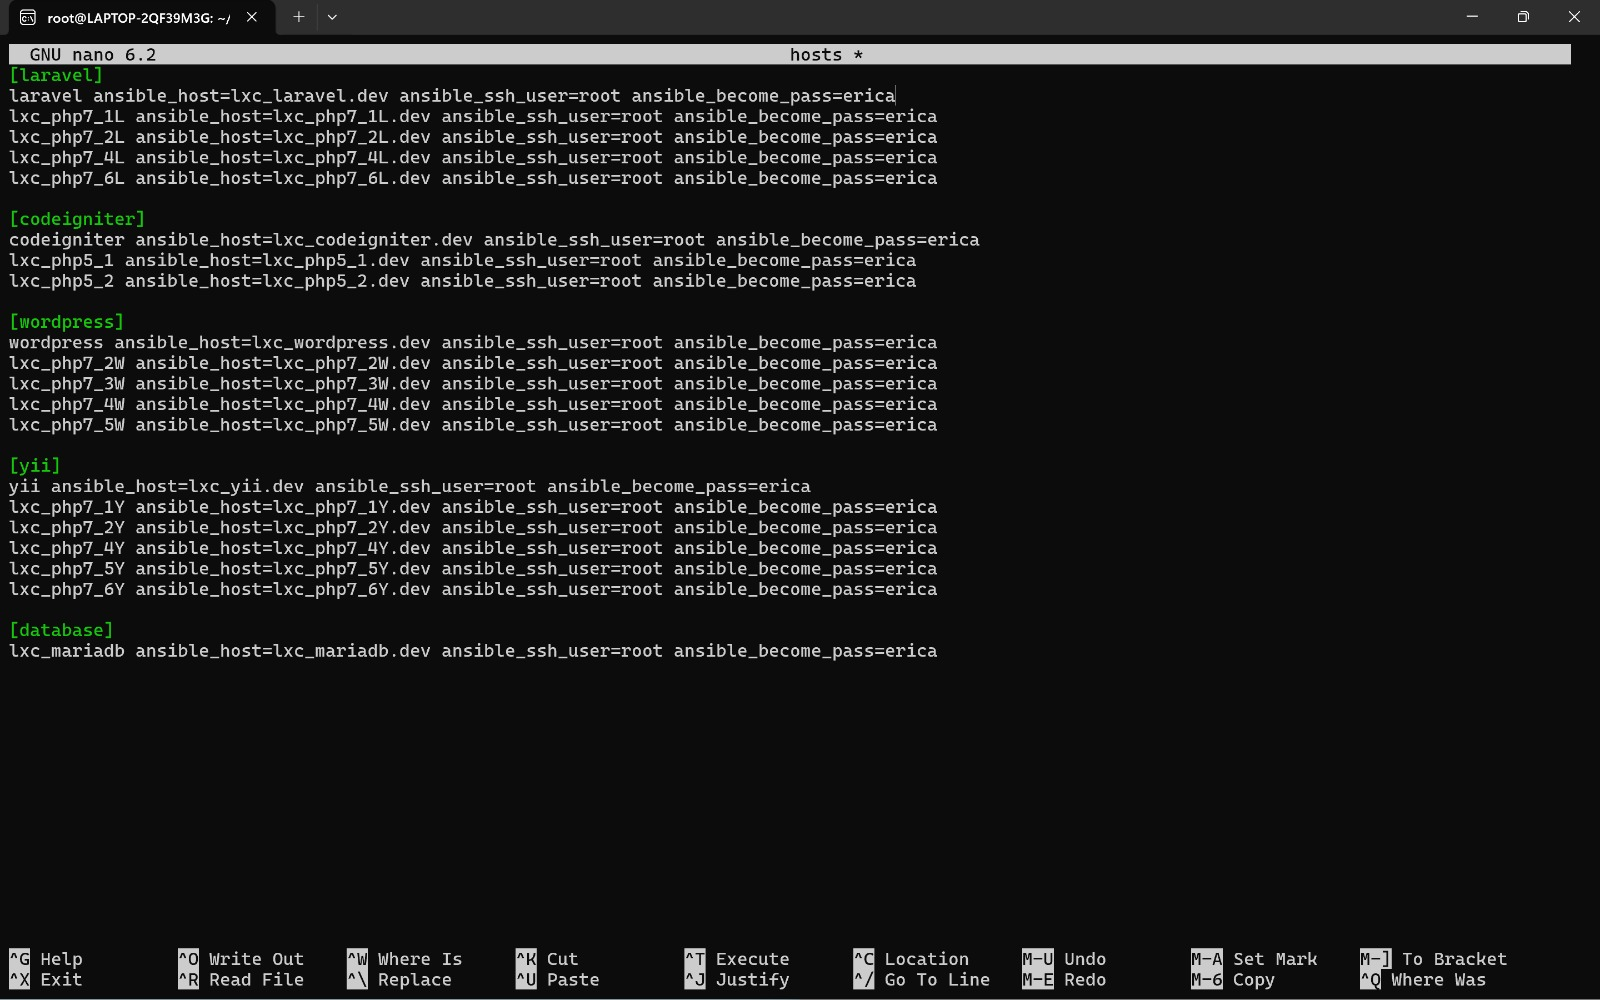 root@LAPTOP-2QF39M3G: ~/
GNU nano 6.2 hosts *
[laravel]
laravel ansible_host=lxc_laravel.dev ansible_ssh_user=root ansible_become_pass=erica
lxc_php7_1L ansible_host=lxc_php7_1L.dev ansible_ssh_user=root ansible_become_pass=erica
lxc_php7_2L ansible_host=lxc_php7_2L.dev ansible_ssh_user=root ansible_become_pass=erica
lxc_php7_4L ansible_host=lxc_php7_4L.dev ansible_ssh_user=root ansible_become_pass=erica
lxc_php7_6L ansible_host=lxc_php7_6L.dev ansible_ssh_user=root ansible_become_pass=erica
[codeigniter]
codeigniter ansible_host=lxc_codeigniter.dev ansible_ssh_user=root ansible_become_pass=erica
lxc_php5_1 ansible_host=lxc_php5_1.dev ansible_ssh_user=root ansible_become_pass=erica
lxc_php5_2 ansible_host=lxc_php5_2.dev ansible_ssh_user=root ansible_become_pass=erica
[wordpress]
wordpress ansible_host=lxc_wordpress.dev ansible_ssh_user=root ansible_become_pass=erica
lxc_php7_2W ansible_host=lxc_php7_2W.dev ansible_ssh_user=root ansible_become_pass=erica
lxc_php7_3W ansible_host=lxc_php7_3W.dev ansible_ssh_user=root ansible_become_pass=erica
lxc_php7_4W ansible_host=lxc_php7_4W.dev ansible_ssh_user=root ansible_become_pass=erica
lxc_php7_5W ansible_host=lxc_php7_5W.dev ansible_ssh_user=root ansible_become_pass=erica
[yii]
yii ansible_host=lxc_yii.dev ansible_ssh_user=root ansible_become_pass=erica
lxc_php7_1Y ansible_host=lxc_php7_1Y.dev ansible_ssh_user=root ansible_become_pass=erica
lxc_php7_2Y ansible_host=lxc_php7_2Y.dev ansible_ssh_user=root ansible_become_pass=erica
lxc_php7_4Y ansible_host=lxc_php7_4Y.dev ansible_ssh_user=root ansible_become_pass=erica
lxc_php7_5Y ansible_host=lxc_php7_5Y.dev ansible_ssh_user=root ansible_become_pass=erica
lxc_php7_6Y ansible_host=lxc_php7_6Y.dev ansible_ssh_user=root ansible_become_pass=erica
[database]
lxc_mariadb ansible_host=lxc_mariadb.dev ansible_ssh_user=root ansible_become_pass=erica
^G Help ^O Write Out ^W Where Is ^K Cut ^T Execute ^C Location M-U Undo M-A Set Mark M-] To Bracket
^X Exit ^R Read File ^\ Replace ^U Paste ^J Justify ^/ Go To Line M-E Redo M-6 Copy ^Q Where Was